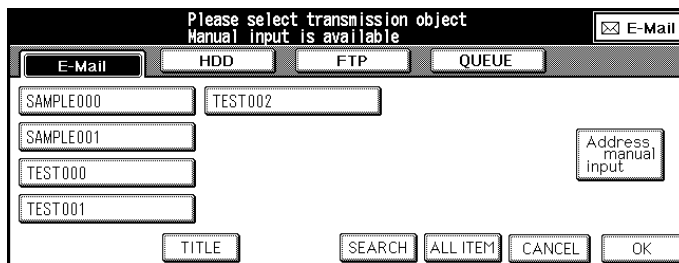 Please select transmission object
Manual input is available
E-Mail
E-Mail
HDD
FTP
QUEUE
SAMPLE000
TEST002
SAMPLE001
TEST000
TEST001
Address
manual
input
TITLE
SEARCH
ALL ITEM
CANCEL
OK